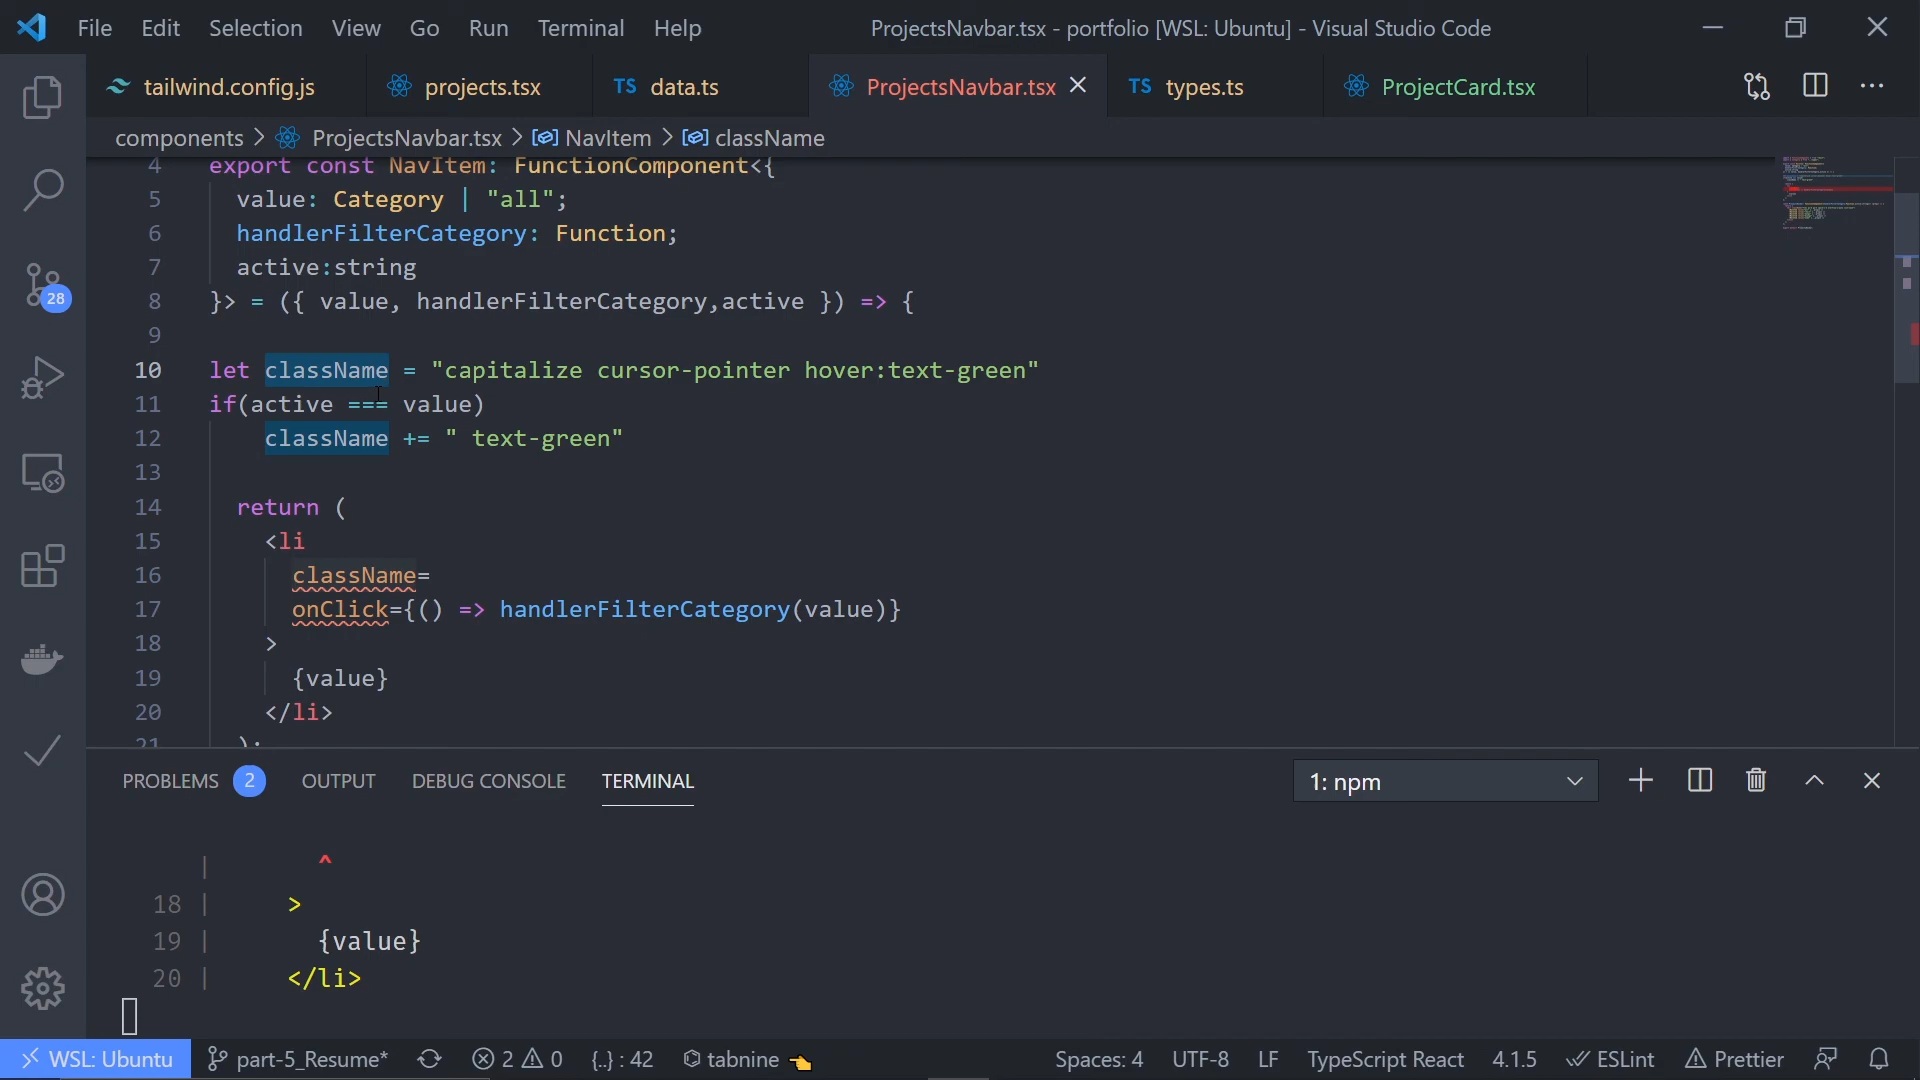 File Edit Selection View Go Run Terminal Help ProjectsNavbar.tsx - portfolio [WSL: Ubuntu] - Visual Studio Code
tailwind.config.js projects.tsx TS data.ts ProjectsNavbar.tsx TS types.ts ProjectCard.tsx
components > ProjectsNavbar.tsx > NavItem > className
4 export const NavItem: FunctionComponent<{
5 value: Category | "all";
6 handlerFilterCategory: Function;
7 active:string
8 }> = ({ value, handlerFilterCategory,active }) => {
9
10 let className = "capitalize cursor-pointer hover:text-green"
11 if(active === value)
12 className += " text-green"
13
14 return (
15 <li
16 className=
17 onClick={() => handlerFilterCategory(value)}
18 >
19 {value}
20 </li>
21 );
28
PROBLEMS 2 OUTPUT DEBUG CONSOLE TERMINAL 1: npm
| ^
18 | >
19 | {value}
20 | </li>
WSL: Ubuntu part-5_Resume* 2 0 {..} : 42 tabnine Spaces: 4 UTF-8 LF TypeScript React 4.1.5 ESLint Prettier